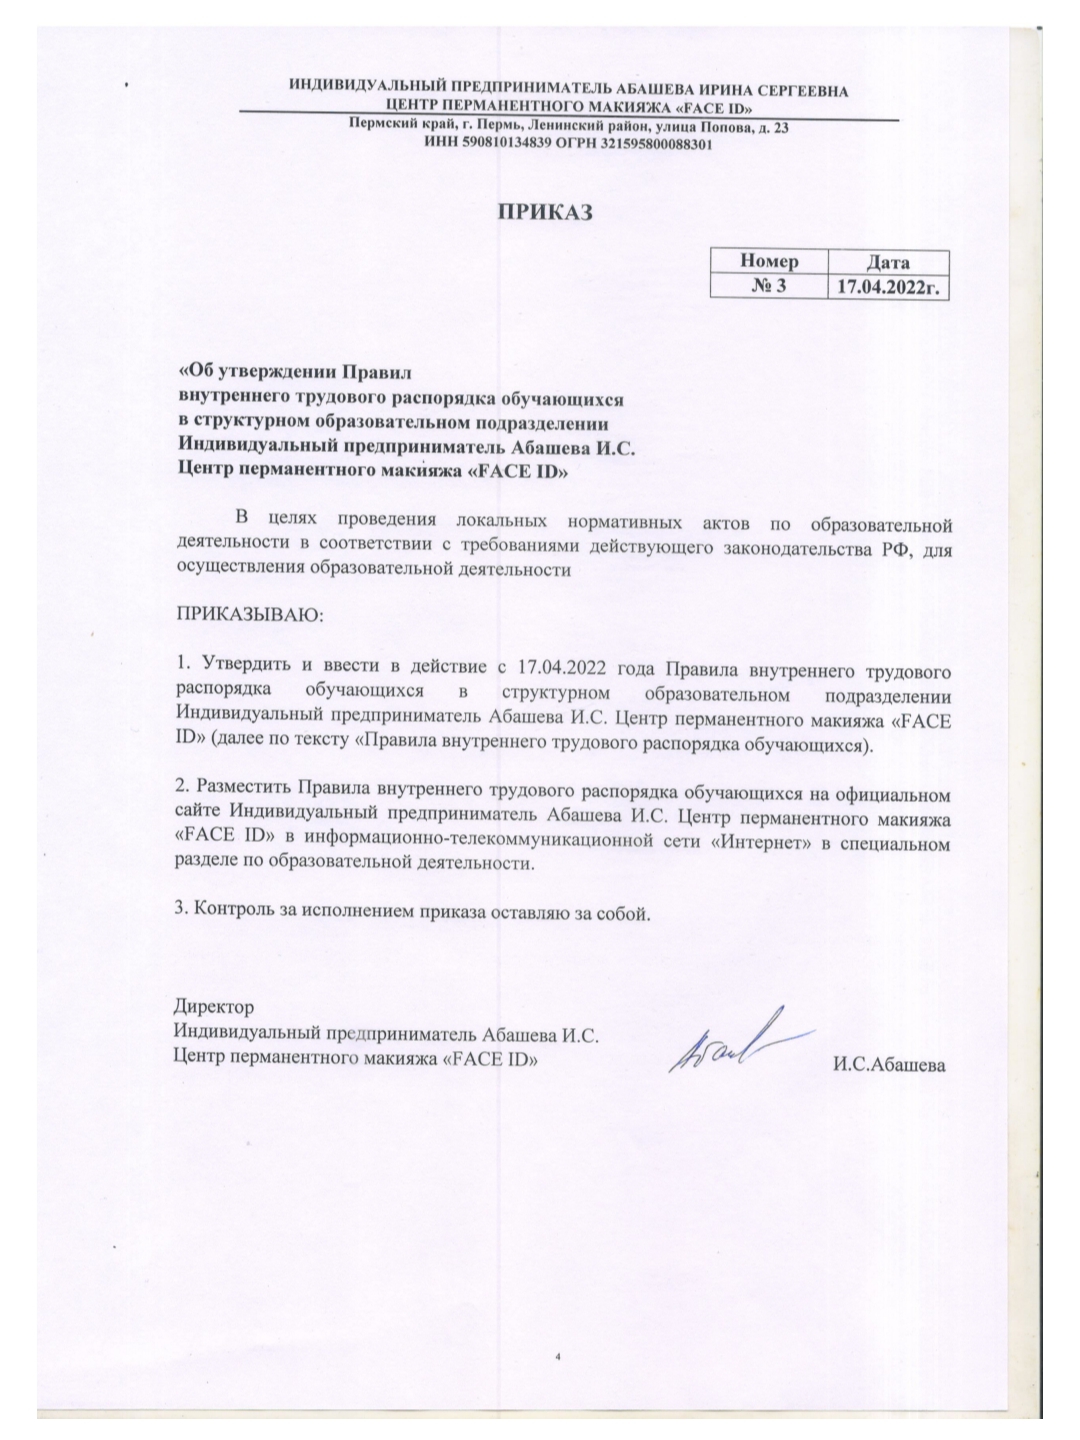 ИНДИВИДУАЛЬНЫЙ ПРЕДПРИНИМАТЕЛЬ АБАШЕВА ИРИНА СЕРГЕЕВНА
ЦЕНТР ПЕРМАНЕНТНОГО МАКИЯЖА «FACE ID»
Пермский край, г. Пермь, Ленинский район, улица Попова, д. 23
ИНН 590810134839 ОГРН 321595800088301
ПРИКАЗ
Номер Дата
№ 3 17.04.2022г.
«Об утверждении Правил
внутреннего трудового распорядка обучающихся
в структурном образовательном подразделении
Индивидуальный предприниматель Абашева И.С.
Центр перманентного макияжа «FACE ID»
В целях проведения локальных нормативных актов по образовательной
деятельности в соответствии с требованиями действующего законодательства РФ, для
осуществления образовательной деятельности
ПРИКАЗЫВАЮ:
1. Утвердить и ввести в действие с 17.04.2022 года Правила внутреннего трудового
распорядка обучающихся в структурном образовательном подразделении
Индивидуальный предприниматель Абашева И.С. Центр перманентного макияжа «FACE
ID» (далее по тексту «Правила внутреннего трудового распорядка обучающихся).
2. Разместить Правила внутреннего трудового распорядка обучающихся на официальном
сайте Индивидуальный предприниматель Абашева И.С. Центр перманентного макияжа
«FACE ID» в информационно-телекоммуникационной сети «Интернет» в специальном
разделе по образовательной деятельности.
3. Контроль за исполнением приказа оставляю за собой.
Директор
Индивидуальный предприниматель Абашева И.С.
Центр перманентного макияжа «FACE ID»
И.С.Абашева
4